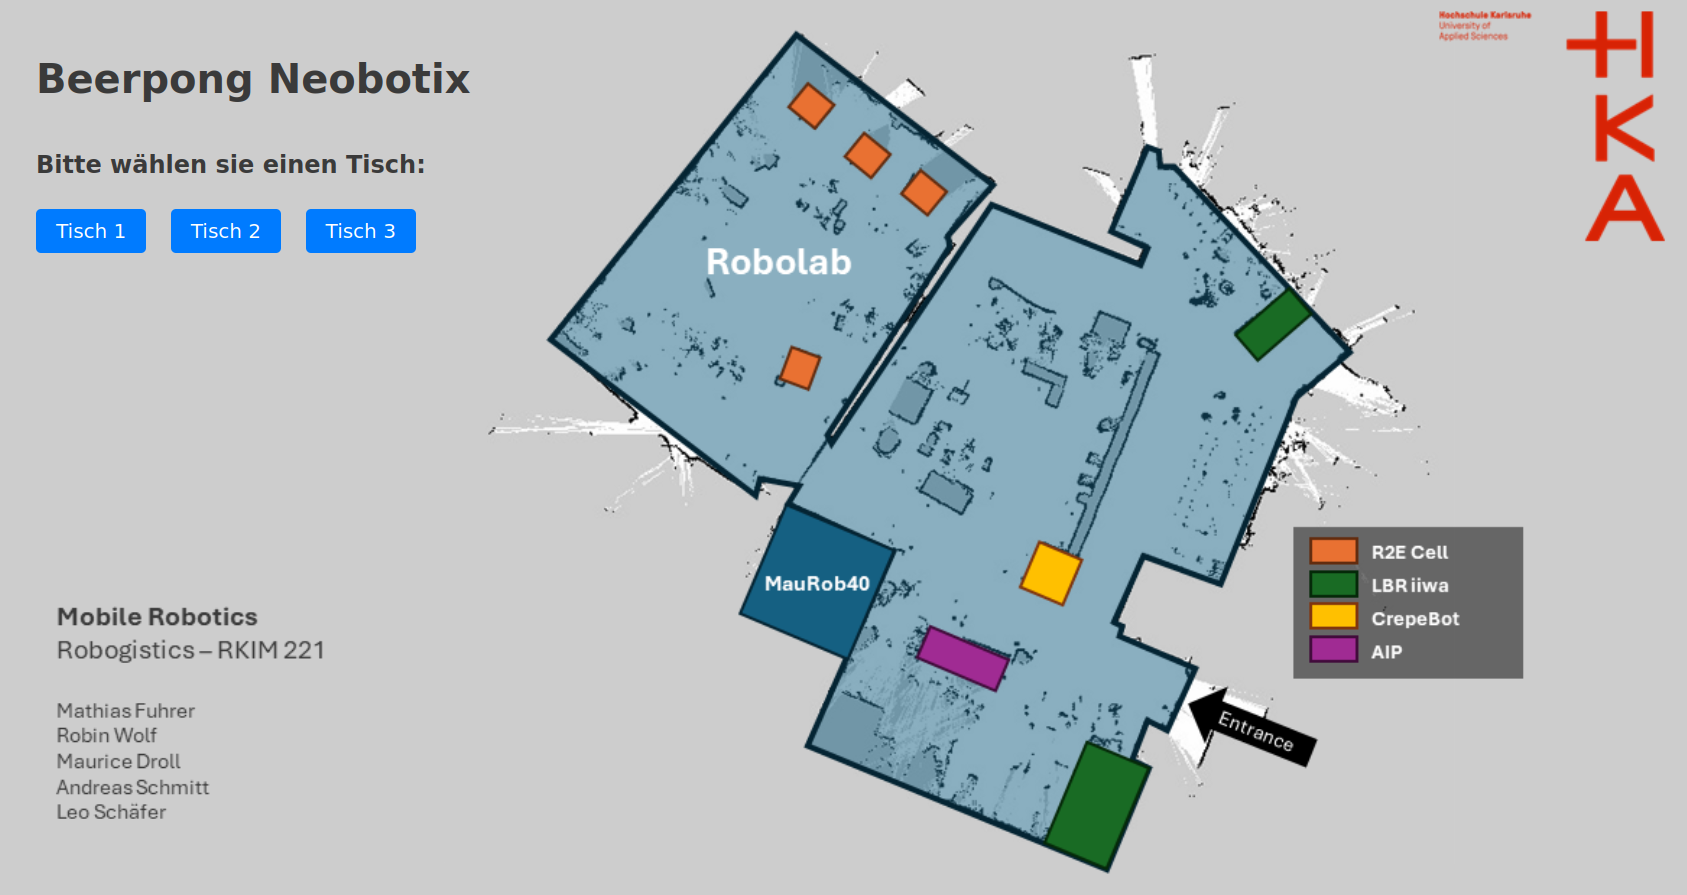 Hochschule Karlsruhe
University of
Applied Sciences
HKA
Beerpong Neobotix
Bitte wählen sie einen Tisch:
Tisch 1
Tisch 2
Tisch 3
Robolab
MauRob40
R2E Cell
LBR iiwa
CrepeBot
AIP
Entrance
Mobile Robotics
Robogistics – RKIM 221
Mathias Fuhrer
Robin Wolf
Maurice Droll
Andreas Schmitt
Leo Schäfer